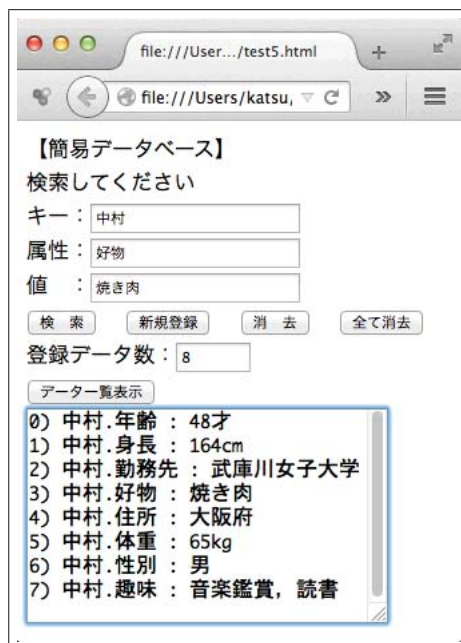 file:///User.../test5.html
file:///Users/katsu,
【簡易データベース】
検索してください
キー：中村
属性：好物
値　：焼き肉
検　索　新規登録　消　去　全て消去
登録データ数：8
データ一覧表示
0) 中村.年齢 : 48才
1) 中村.身長 : 164cm
2) 中村.勤務先 : 武庫川女子大学
3) 中村.好物 : 焼き肉
4) 中村.住所 : 大阪府
5) 中村.体重 : 65kg
6) 中村.性別 : 男
7) 中村.趣味 : 音楽鑑賞，読書